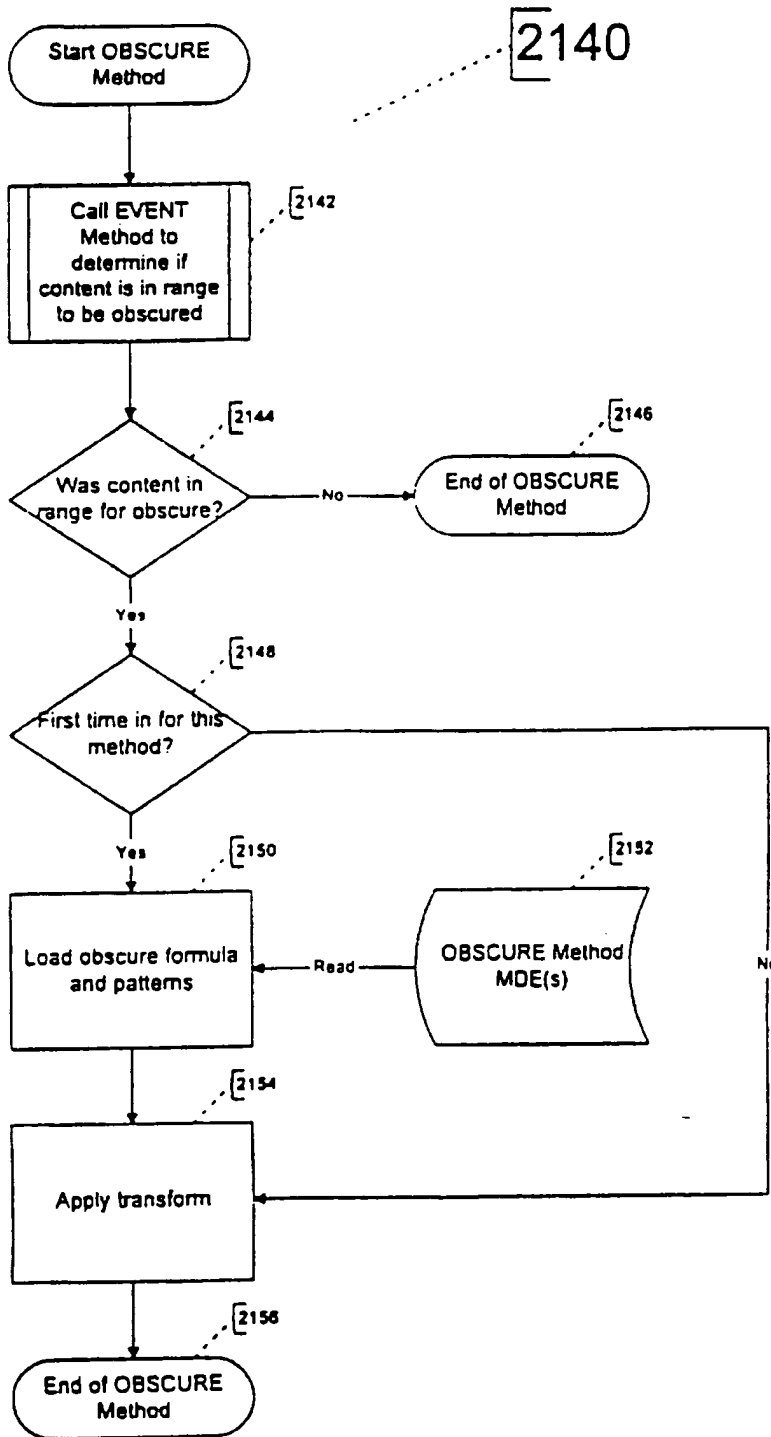 Start OBSCURE
Method
2140
Call EVENT
Method to
determine if
content is in range
to be obscured
2142
2144
Was content in
range for obscure?
No
2146
End of OBSCURE
Method
Yes
2148
First time in for this
method?
Yes
2150
Load obscure formula
and patterns
Read
2152
OBSCURE Method
MDE(s)
No
2154
Apply transform
2156
End of OBSCURE
Method